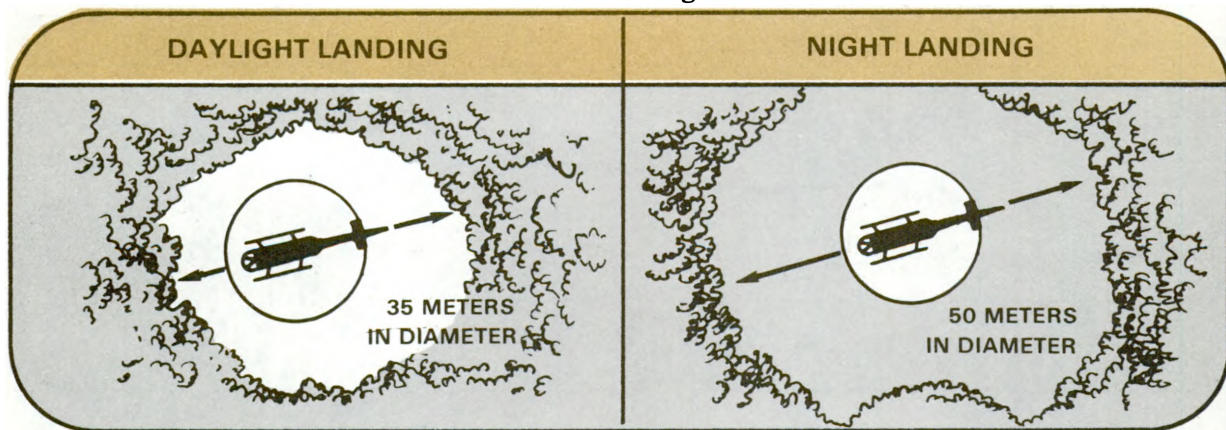 DAYLIGHT LANDING
NIGHT LANDING
35 METERS
IN DIAMETER
50 METERS
IN DIAMETER